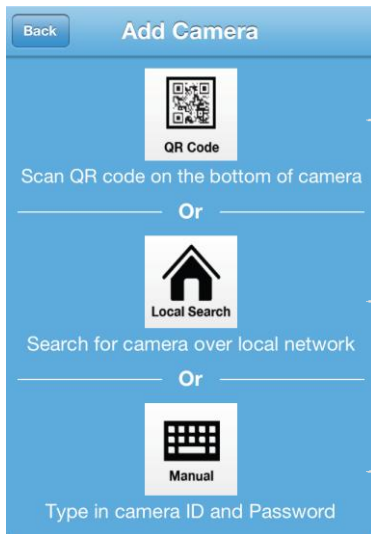 Back
Add Camera
QR Code
Scan QR code on the bottom of camera
Or
Local Search
Search for camera over local network
Or
Manual
Type in camera ID and Password